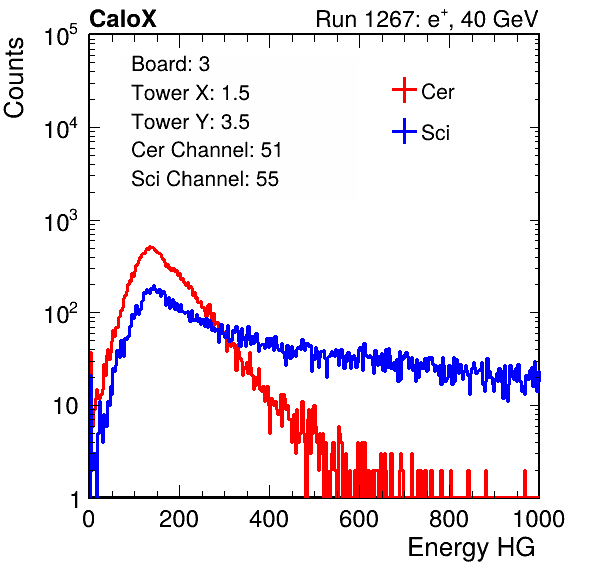 CaloX Run 1267: e⁺, 40 GeV
Counts
10⁵
10⁴
10³
10²
10
1
Board: 3
Tower X: 1.5
Tower Y: 3.5
Cer Channel: 51
Sci Channel: 55
Cer
Sci
0 200 400 600 800 1000
Energy HG